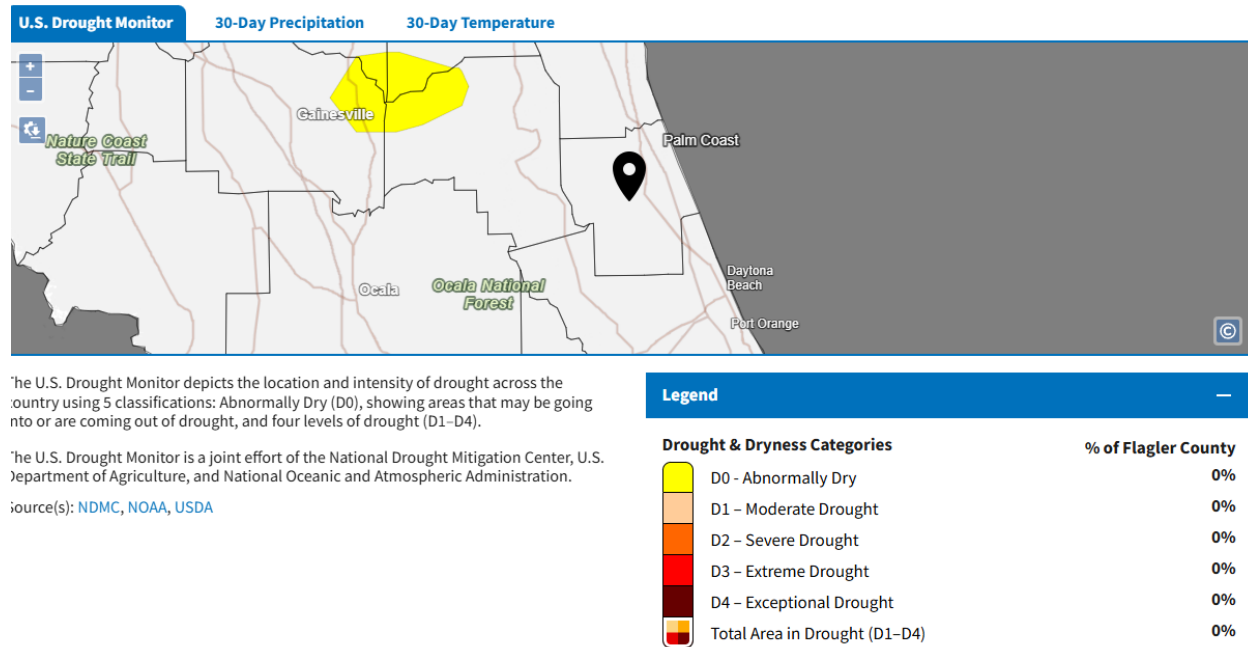 U.S. Drought Monitor
30-Day Precipitation
30-Day Temperature
+
−
Gainesville
Nature Coast
State Trail
Palm Coast
Ocala
Ocala National
Forest
Daytona
Beach
Port Orange
©
The U.S. Drought Monitor depicts the location and intensity of drought across the
country using 5 classifications: Abnormally Dry (D0), showing areas that may be going
into or are coming out of drought, and four levels of drought (D1–D4).
The U.S. Drought Monitor is a joint effort of the National Drought Mitigation Center, U.S.
Department of Agriculture, and National Oceanic and Atmospheric Administration.
Source(s): NDMC, NOAA, USDA
Legend
Drought & Dryness Categories % of Flagler County
D0 - Abnormally Dry 0%
D1 – Moderate Drought 0%
D2 – Severe Drought 0%
D3 – Extreme Drought 0%
D4 – Exceptional Drought 0%
Total Area in Drought (D1–D4) 0%